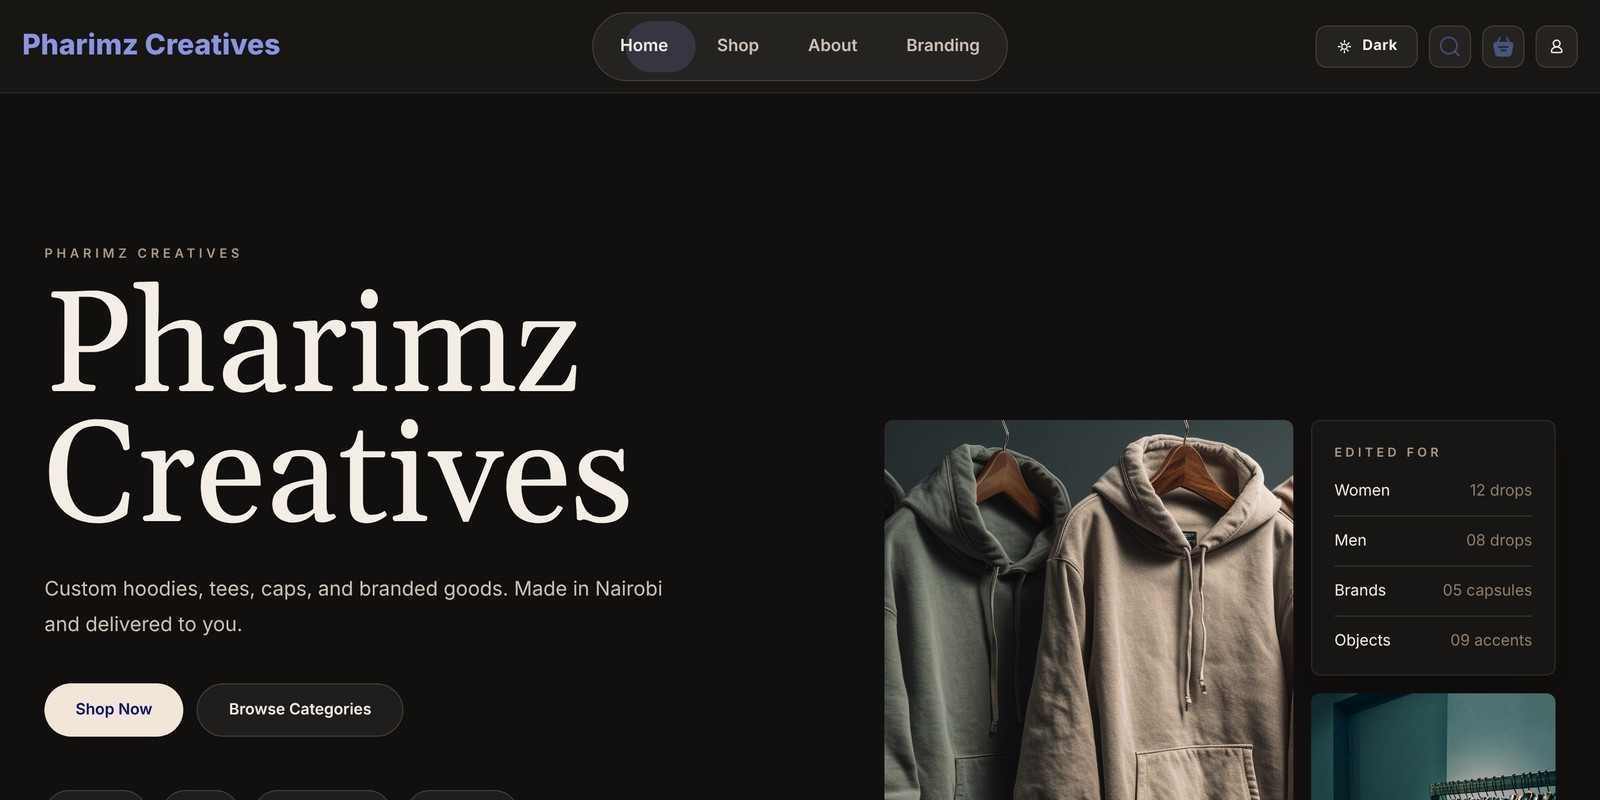 Pharimz Creatives
Home
Shop
About
Branding
Dark
PHARIMZ CREATIVES
Pharimz
Creatives
Custom hoodies, tees, caps, and branded goods. Made in Nairobi
and delivered to you.
Shop Now
Browse Categories
EDITED FOR
Women 12 drops
Men 08 drops
Brands 05 capsules
Objects 09 accents